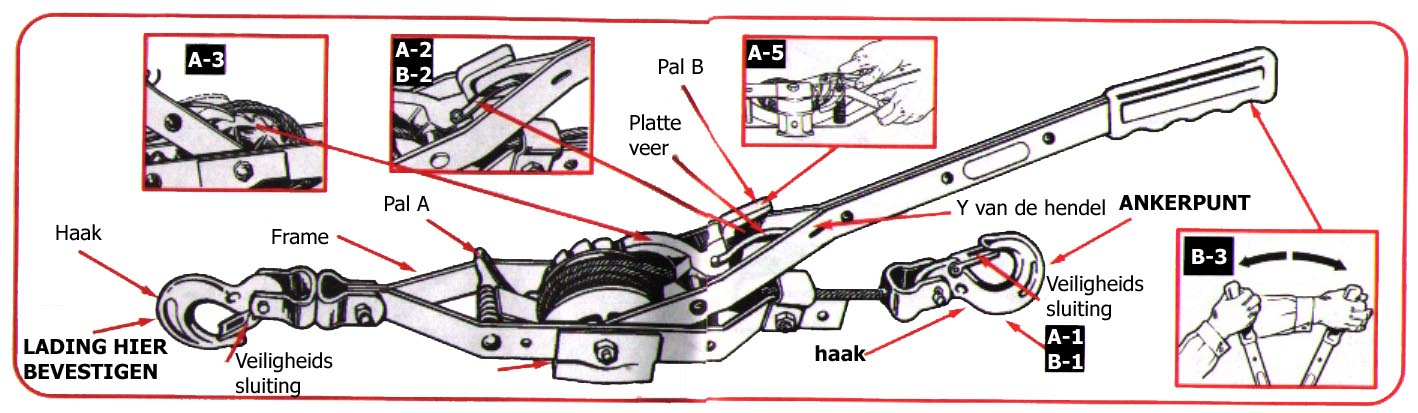 A-3
A-2
B-2
A-5
Pal B
Platte
veer
Pal A
Y van de hendel
ANKERPUNT
Haak
Frame
B-3
Veiligheids
sluiting
LADING HIER
BEVESTIGEN
Veiligheids
sluiting
haak
A-1
B-1